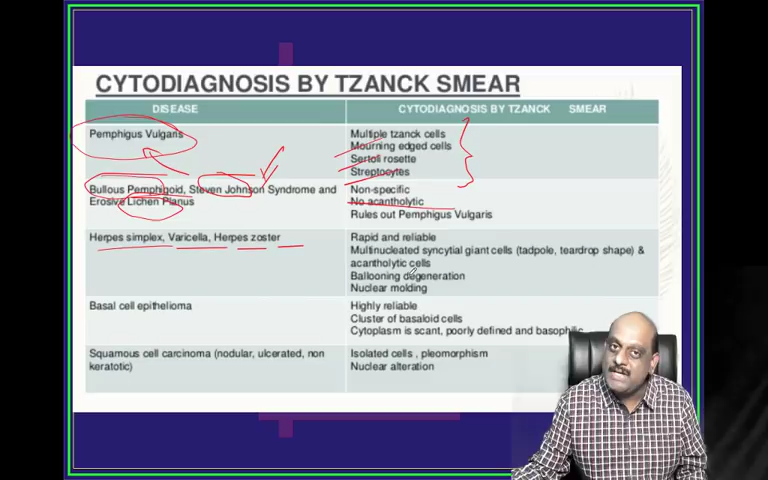 CYTODIAGNOSIS BY TZANCK SMEAR
DISEASE
CYTODIAGNOSIS BY TZANCK SMEAR
Pemphigus Vulgaris
Multiple tzanck cells
Mourning edged cells
Sertoli rosette
Streptocytes
Bullous Pemphigoid, Steven Johnson Syndrome and
Erosive Lichen Planus
Non-specific
No acantholytic
Rules out Pemphigus Vulgaris
Herpes simplex, Varicella, Herpes zoster
Rapid and reliable
Multinucleated syncytial giant cells (tadpole, teardrop shape) &
acantholytic cells
Ballooning degeneration
Nuclear molding
Basal cell epithelioma
Highly reliable
Cluster of basaloid cells
Cytoplasm is scant, poorly defined and basophilic
Squamous cell carcinoma (nodular, ulcerated, non
keratotic)
Isolated cells , pleomorphism
Nuclear alteration